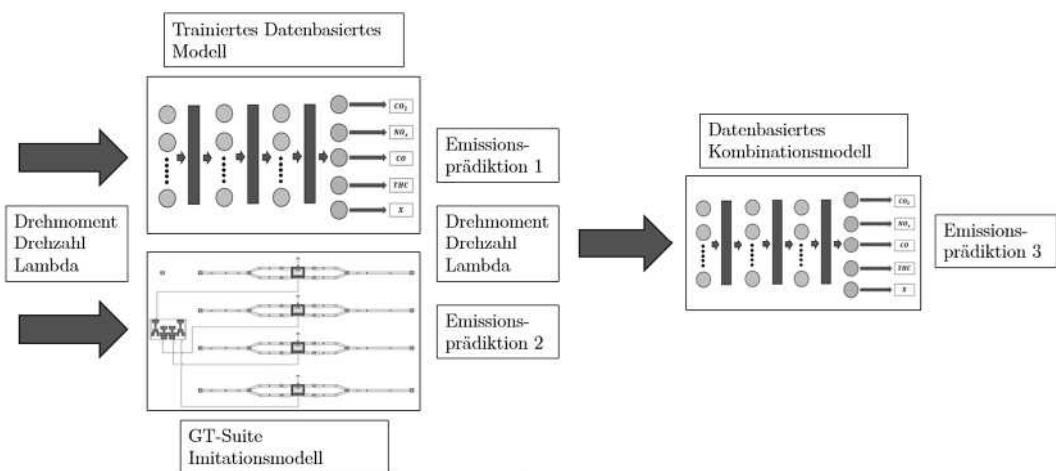 Trainiertes Datenbasiertes
Modell
CO₂
NOₓ
CO
THC
X
Drehmoment
Drehzahl
Lambda
Emissions-
prädiktion 1
Drehmoment
Drehzahl
Lambda
Emissions-
prädiktion 2
GT-Suite
Imitationsmodell
Datenbasiertes
Kombinationsmodell
CO₂
NOₓ
CO
THC
X
Emissions-
prädiktion 3